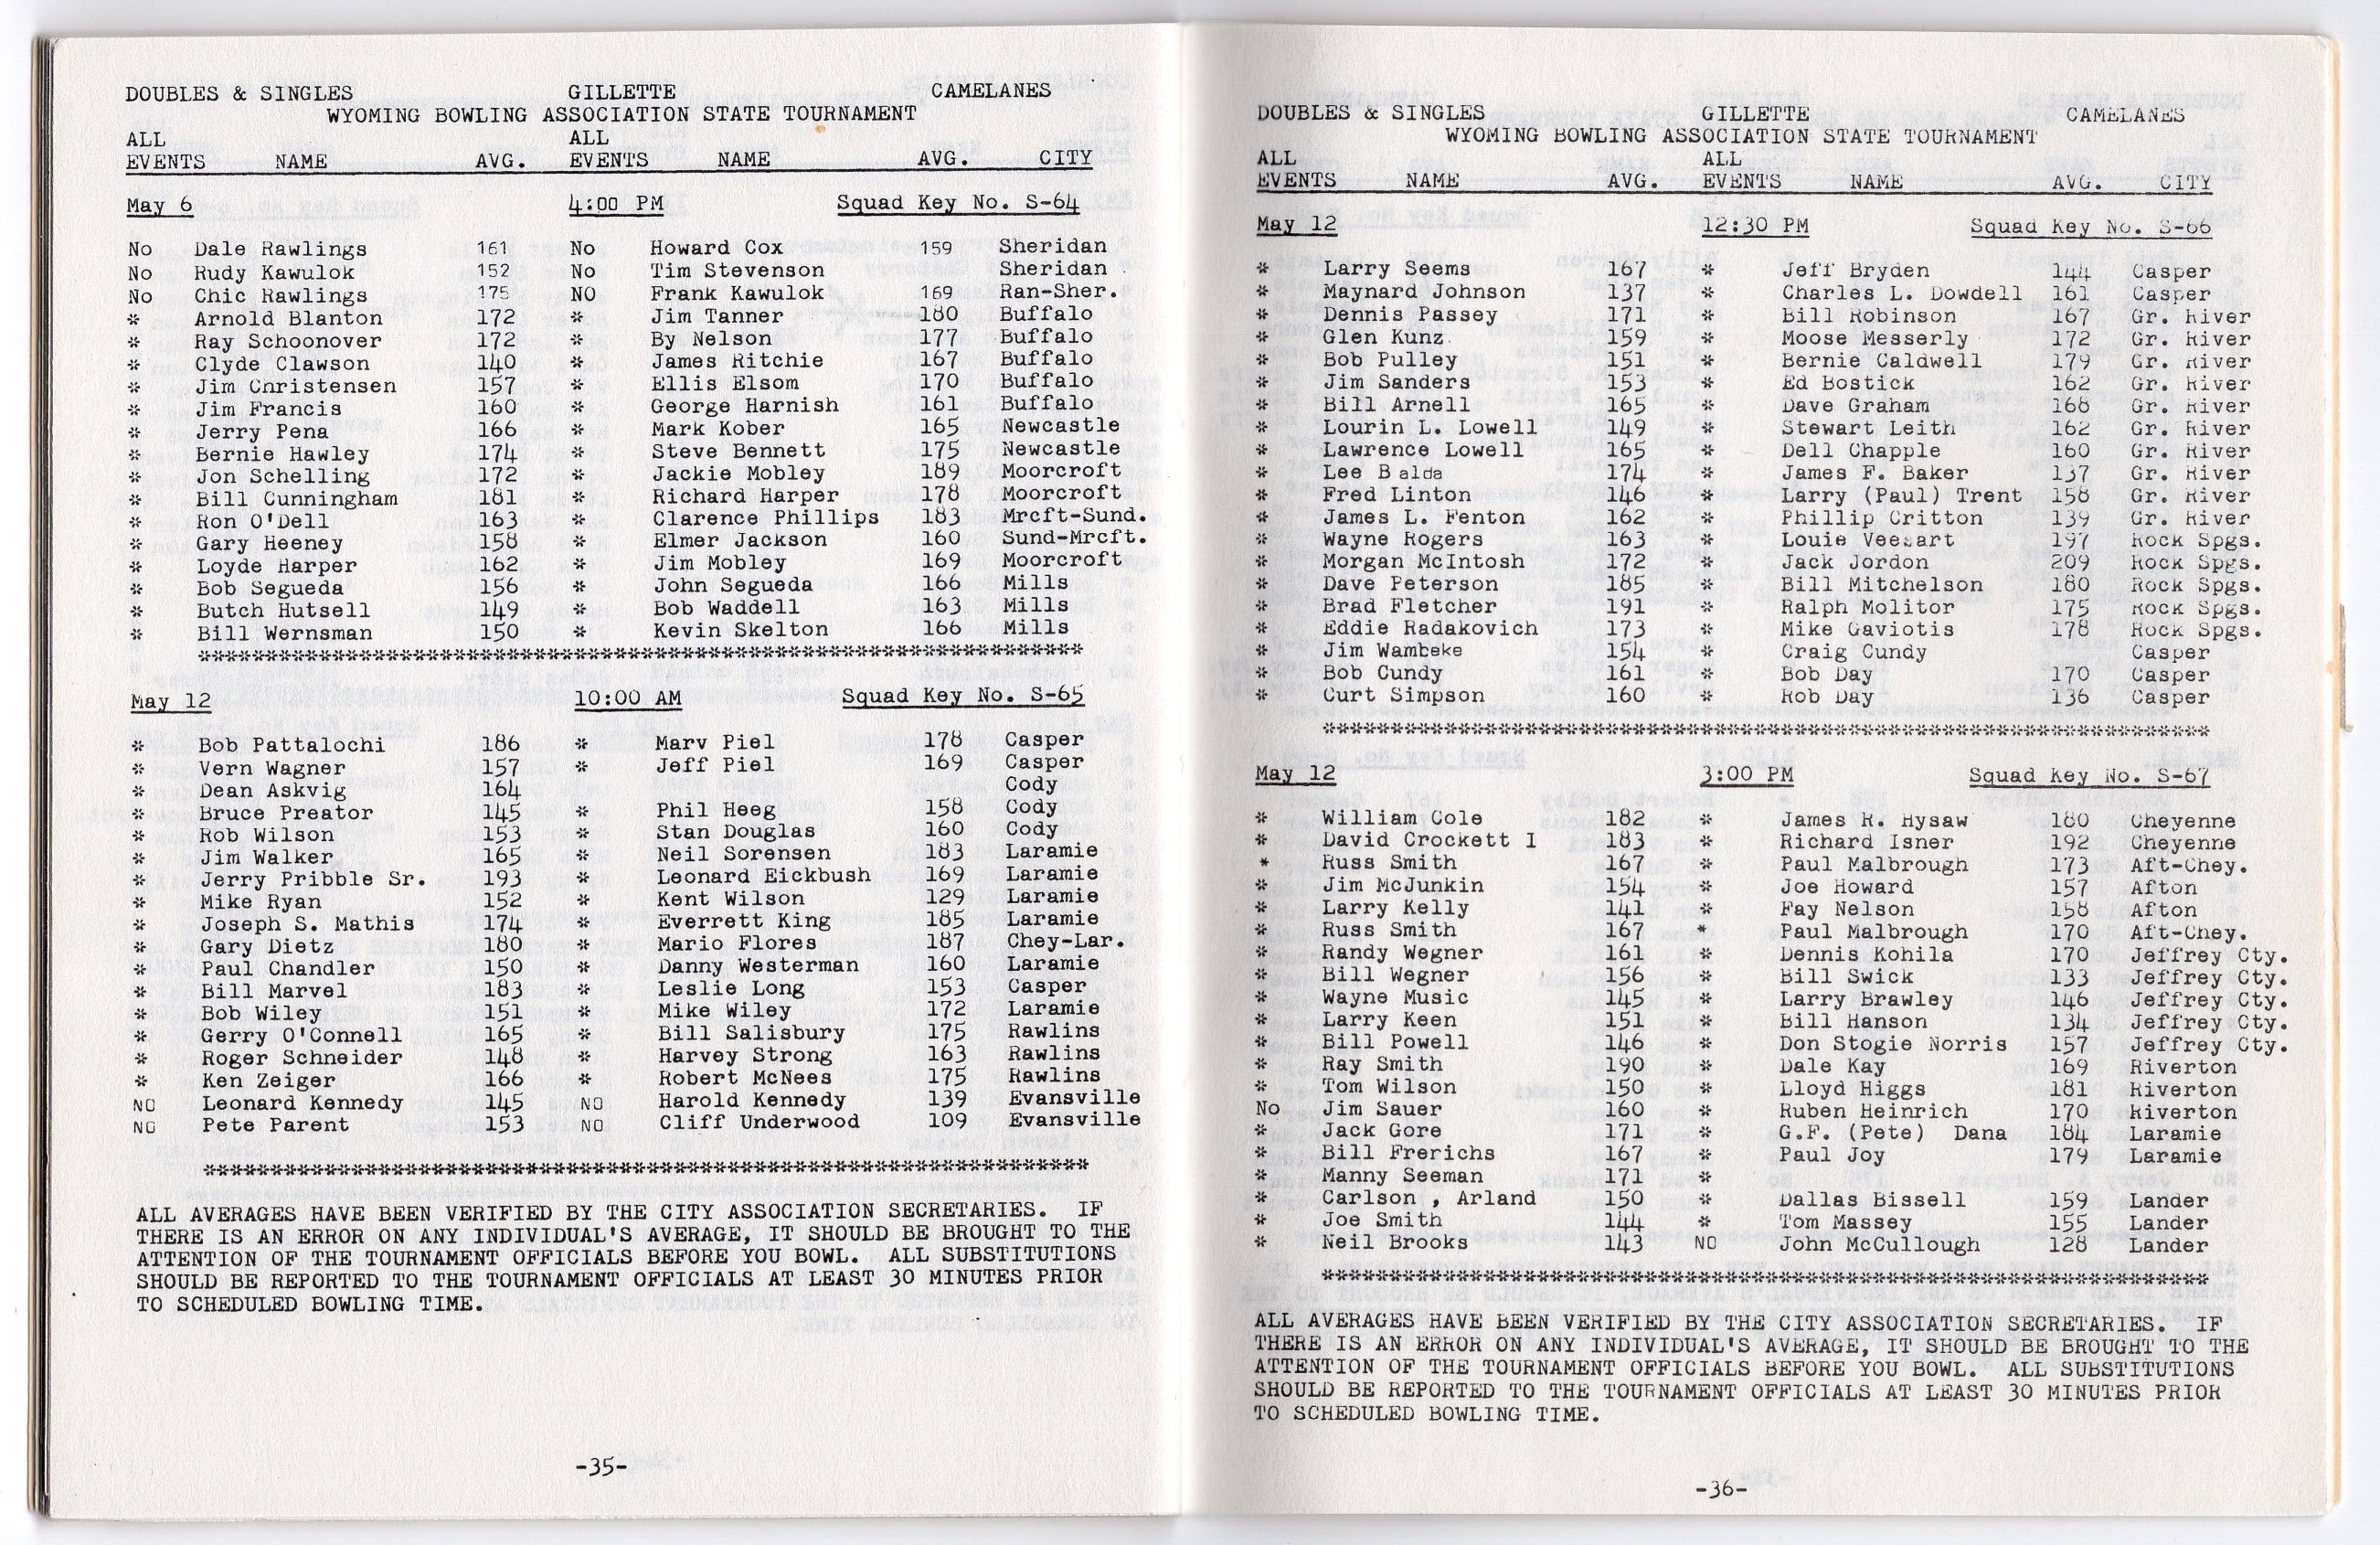 DOUBLES & SINGLES GILLETTE CAMELANES
WYOMING BOWLING ASSOCIATION STATE TOURNAMENT
ALL ALL
EVENTS NAME AVG. EVENTS NAME AVG. CITY
May 6 4:00 PM Squad Key No. S-64
No Dale Rawlings 161 No Howard Cox 159 Sheridan
No Rudy Kawulok 152 No Tim Stevenson Sheridan
No Chic Rawlings 175 NO Frank Kawulok 169 Ran-Sher.
* Arnold Blanton 172 * Jim Tanner 180 Buffalo
* Ray Schoonover 172 * By Nelson 177 Buffalo
* Clyde Clawson 140 * James Ritchie 167 Buffalo
* Jim Christensen 157 * Ellis Elsom 170 Buffalo
* Jim Francis 160 * George Harnish 161 Buffalo
* Jerry Pena 166 * Mark Kober 165 Newcastle
* Bernie Hawley 174 * Steve Bennett 175 Newcastle
* Jon Schelling 172 * Jackie Mobley 189 Moorcroft
* Bill Cunningham 181 * Richard Harper 178 Moorcroft
* Ron O'Dell 163 * Clarence Phillips 183 Mrcft-Sund.
* Gary Heeney 158 * Elmer Jackson 160 Sund-Mrcft.
* Loyde Harper 162 * Jim Mobley 169 Moorcroft
* Bob Segueda 156 * John Segueda 166 Mills
* Butch Hutsell 149 * Bob Waddell 163 Mills
* Bill Wernsman 150 * Kevin Skelton 166 Mills
******************************************************************
May 12 10:00 AM Squad Key No. S-65
* Bob Pattalochi 186 * Marv Piel 178 Casper
* Vern Wagner 157 * Jeff Piel 169 Casper
* Dean Askvig 164 Cody
* Bruce Preator 145 * Phil Heeg 158 Cody
* Rob Wilson 153 * Stan Douglas 160 Cody
* Jim Walker 165 * Neil Sorensen 183 Laramie
* Jerry Pribble Sr. 193 * Leonard Eickbush 169 Laramie
* Mike Ryan 152 * Kent Wilson 129 Laramie
* Joseph S. Mathis 174 * Everrett King 185 Laramie
* Gary Dietz 180 * Mario Flores 187 Chey-Lar.
* Paul Chandler 150 * Danny Westerman 160 Laramie
* Bill Marvel 183 * Leslie Long 153 Casper
* Bob Wiley 151 * Mike Wiley 172 Laramie
* Gerry O'Connell 165 * Bill Salisbury 175 Rawlins
* Roger Schneider 148 * Harvey Strong 163 Rawlins
* Ken Zeiger 166 * Robert McNees 175 Rawlins
NO Leonard Kennedy 145 NO Harold Kennedy 139 Evansville
NO Pete Parent 153 NO Cliff Underwood 109 Evansville
******************************************************************
ALL AVERAGES HAVE BEEN VERIFIED BY THE CITY ASSOCIATION SECRETARIES. IF
THERE IS AN ERROR ON ANY INDIVIDUAL'S AVERAGE, IT SHOULD BE BROUGHT TO THE
ATTENTION OF THE TOURNAMENT OFFICIALS BEFORE YOU BOWL. ALL SUBSTITUTIONS
SHOULD BE REPORTED TO THE TOURNAMENT OFFICIALS AT LEAST 30 MINUTES PRIOR
TO SCHEDULED BOWLING TIME.
-35-
DOUBLES & SINGLES GILLETTE CAMELANES
WYOMING BOWLING ASSOCIATION STATE TOURNAMENT
ALL ALL
EVENTS NAME AVG. EVENTS NAME AVG. CITY
May 12 12:30 PM Squad Key No. S-66
* Larry Seems 167 * Jeff Bryden 144 Casper
* Maynard Johnson 137 * Charles L. Dowdell 161 Casper
* Dennis Passey 171 * Bill Robinson 167 Gr. River
* Glen Kunz 159 * Moose Messerly 172 Gr. River
* Bob Pulley 151 * Bernie Caldwell 179 Gr. River
* Jim Sanders 153 * Ed Bostick 162 Gr. River
* Bill Arnell 165 * Dave Graham 168 Gr. River
* Lourin L. Lowell 149 * Stewart Leith 162 Gr. River
* Lawrence Lowell 165 * Dell Chapple 160 Gr. River
* Lee Balda 174 * James F. Baker 137 Gr. River
* Fred Linton 146 * Larry (Paul) Trent 158 Gr. River
* James L. Fenton 162 * Phillip Critton 139 Gr. River
* Wayne Rogers 163 * Louie 197 Rock Spgs.
* Morgan McIntosh 172 * Jack Jordon 209 Rock Spgs.
* Dave Peterson 185 * Bill Mitchelson 180 Rock Spgs.
* Brad Fletcher 191 * Ralph Molitor 175 Rock Spgs.
* Eddie Radakovich 173 * Mike Gaviotis 178 Rock Spgs.
* Jim Wambeke 154 * Craig Cundy Casper
* Bob Cundy 161 * Bob Day 170 Casper
* Curt Simpson 160 * Rob Day 136 Casper
******************************************************************
May 12 3:00 PM Squad Key No. S-67
* William Cole 182 * James R. Hysaw 180 Cheyenne
* David Crockett I 183 * Richard Isner 192 Cheyenne
* Russ Smith 167 * Paul Malbrough 173 Aft-Chey.
* Jim McJunkin 154 * Joe Howard 157 Afton
* Larry Kelly 141 * Fay Nelson 158 Afton
* Russ Smith 167 * Paul Malbrough 170 Aft-Chey.
* Randy Wegner 161 * Dennis Kohila 170 Jeffrey Cty.
* Bill Wegner 156 * Bill Swick 133 Jeffrey Cty.
* Wayne Music 145 * Larry Brawley 146 Jeffrey Cty.
* Larry Keen 151 * Bill Hanson 134 Jeffrey Cty.
* Bill Powell 146 * Don Stogie Norris 157 Jeffrey Cty.
* Ray Smith 190 * Dale Kay 169 Riverton
* Tom Wilson 150 * Lloyd Higgs 181 Riverton
No Jim Sauer 160 * Ruben Heinrich 170 Riverton
* Jack Gore 171 * G.F. (Pete) Dana 184 Laramie
* Bill Frerichs 167 * Paul Joy 179 Laramie
* Manny Seeman 171 *
* Carlson , Arland 150 * Dallas Bissell 159 Lander
* Joe Smith 144 * Tom Massey 155 Lander
* Neil Brooks 143 NO John McCullough 128 Lander
******************************************************************
ALL AVERAGES HAVE BEEN VERIFIED BY THE CITY ASSOCIATION SECRETARIES. IF
THERE IS AN ERROR ON ANY INDIVIDUAL'S AVERAGE, IT SHOULD BE BROUGHT TO THE
ATTENTION OF THE TOURNAMENT OFFICIALS BEFORE YOU BOWL. ALL SUBSTITUTIONS
SHOULD BE REPORTED TO THE TOURNAMENT OFFICIALS AT LEAST 30 MINUTES PRIOR
TO SCHEDULED BOWLING TIME.
-36-